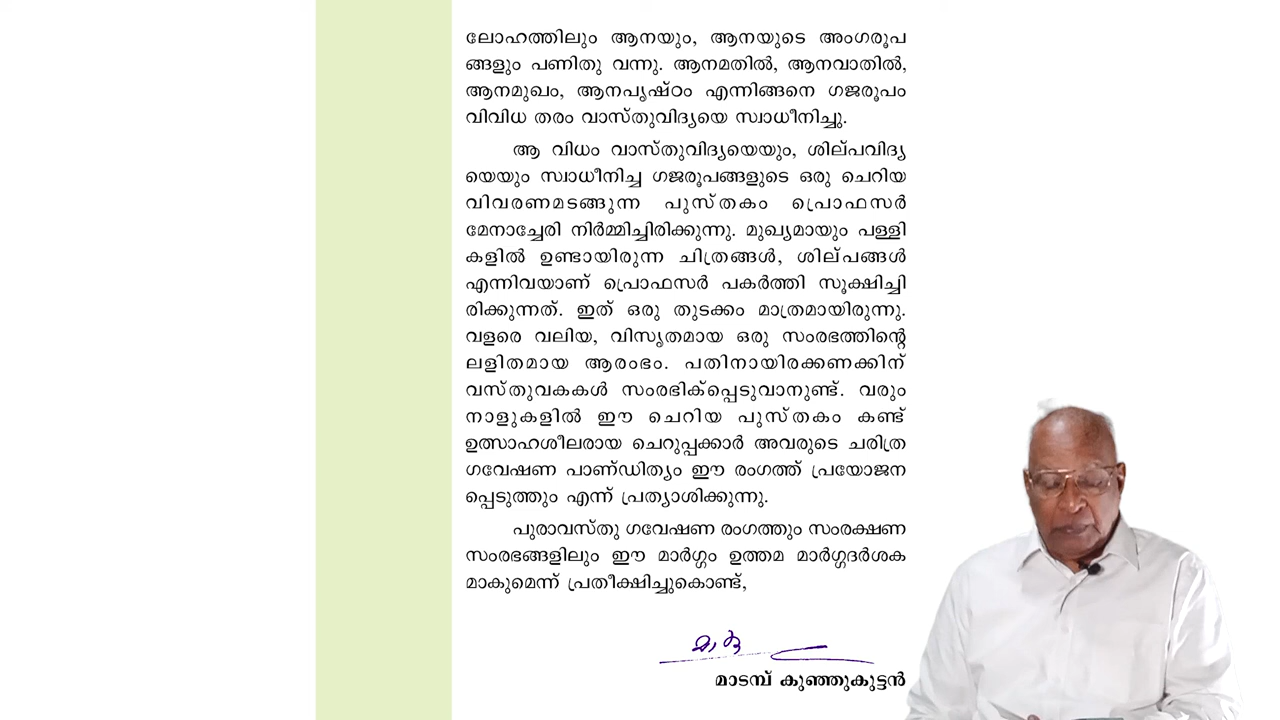 ലോഹത്തിലും ആനയും, ആനയുടെ അംഗരൂപ
ങ്ങളും പണിതു വന്നു. ആനമതിൽ, ആനവാതിൽ,
ആനമുഖം, ആനപൃഷ്ഠം എന്നിങ്ങനെ ഗജരൂപം
വിവിധ തരം വാസ്തുവിദ്യയെ സ്വാധീനിച്ചു.
ആ വിധം വാസ്തുവിദ്യയെയും, ശില്പവിദ്യ
യെയും സ്വാധീനിച്ച ഗജരൂപങ്ങളുടെ ഒരു ചെറിയ
വിവരണമടങ്ങുന്ന പുസ്തകം പ്രൊഫസർ
മേനാച്ചേരി നിർമ്മിച്ചിരിക്കുന്നു. മുഖ്യമായും പള്ളി
കളിൽ ഉണ്ടായിരുന്ന ചിത്രങ്ങൾ, ശില്പങ്ങൾ
എന്നിവയാണ് പ്രൊഫസർ പകർത്തി സൂക്ഷിച്ചി
രിക്കുന്നത്. ഇത് ഒരു തുടക്കം മാത്രമായിരുന്നു.
വളരെ വലിയ, വിസൃതമായ ഒരു സംരഭത്തിന്റെ
ലളിതമായ ആരംഭം. പതിനായിരക്കണക്കിന്
വസ്തുവകകൾ സംരഭിക്പ്പെടുവാനുണ്ട്. വരും
നാളുകളിൽ ഈ ചെറിയ പുസ്തകം കണ്ട്
ഉത്സാഹശീലരായ ചെറുപ്പക്കാർ അവരുടെ ചരിത്ര
ഗവേഷണ പാണ്ഡിത്യം ഈ രംഗത്ത് പ്രയോജന
പ്പെടുത്തും എന്ന് പ്രത്യാശിക്കുന്നു.
പുരാവസ്തു ഗവേഷണ രംഗത്തും സംരക്ഷണ
സംരഭങ്ങളിലും ഈ മാർഗ്ഗം ഉത്തമ മാർഗ്ഗദർശക
മാകുമെന്ന് പ്രതീക്ഷിച്ചുകൊണ്ട്,
മാടമ്പ് കുഞ്ഞുകുട്ടൻ